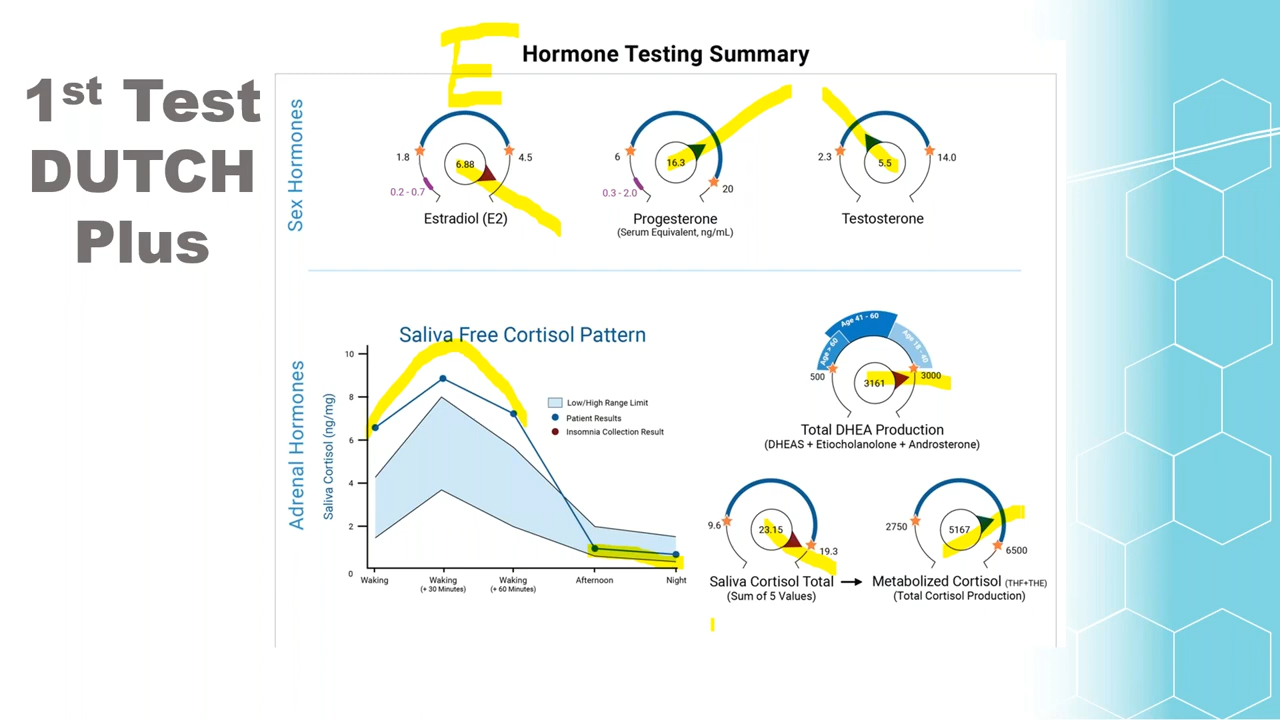 1st Test
DUTCH
Plus
E
Hormone Testing Summary
Sex Hormones
1.8
6.88
4.5
0.2 - 0.7
Estradiol (E2)
6
16.3
20
0.3 - 2.0
Progesterone
(Serum Equivalent, ng/mL)
2.3
5.5
14.0
Testosterone
Adrenal Hormones
Saliva Free Cortisol Pattern
Saliva Cortisol (ng/mg)
10
8
6
4
2
0
Low/High Range Limit
Patient Results
Insomnia Collection Result
Waking
Waking
(+ 30 Minutes)
Waking
(+ 60 Minutes)
Afternoon
Night
Age > 60
Age 41 - 60
Age 18 - 40
500
3161
3000
Total DHEA Production
(DHEAS + Etiocholanolone + Androsterone)
9.6
23.15
19.3
Saliva Cortisol Total
(Sum of 5 Values)
2750
5167
6500
Metabolized Cortisol (THF+THE)
(Total Cortisol Production)